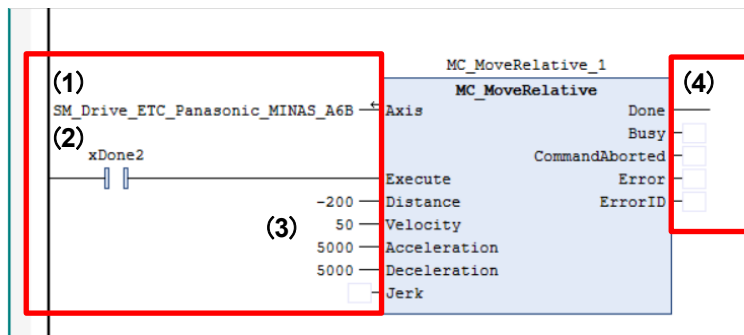 MC_MoveRelative_1
(1)
MC_MoveRelative
(4)
SM_Drive_ETC_Panasonic_MINAS_A6B
Axis
Done
(2)
Busy
xDone2
CommandAborted
Execute
Error
-200
Distance
ErrorID
(3)
50
Velocity
5000
Acceleration
5000
Deceleration
Jerk